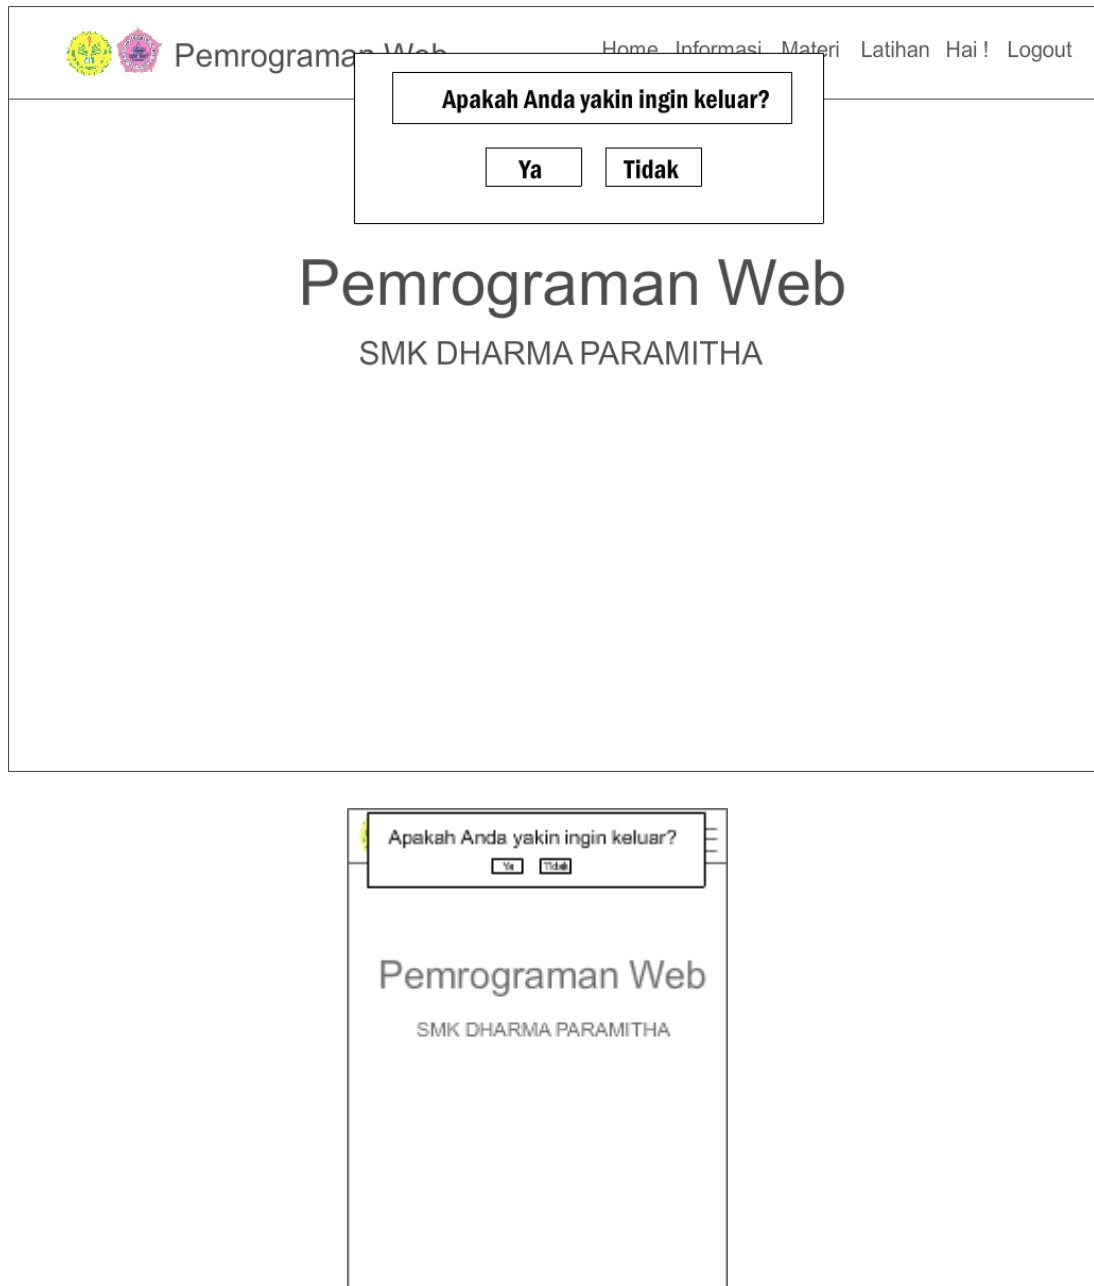 Pemrograman Web
Home Informasi Materi Latihan Hai ! Logout
Apakah Anda yakin ingin keluar?
Ya Tidak
Pemrograman Web
SMK DHARMA PARAMITHA
Apakah Anda yakin ingin keluar?
Ya Tidak
Pemrograman Web
SMK DHARMA PARAMITHA